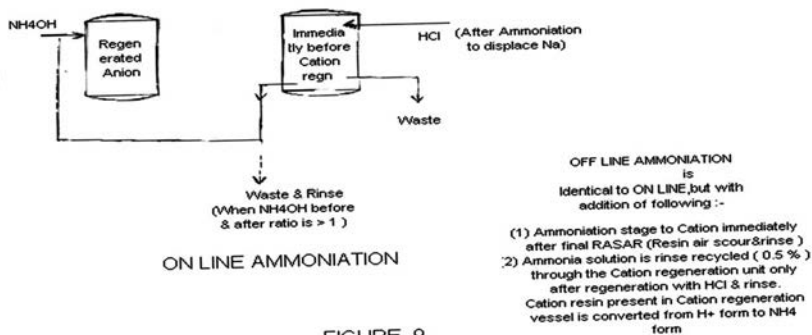 NH4OH
Regen
erated
Anion
Immedia
tly before
Cation
regn
HCl
(After Ammoniation
to displace Na)
Waste
Waste & Rinse
(When NH4OH before
& after ratio is > 1 )
ON LINE AMMONIATION
OFF LINE AMMONIATION
is
Identical to ON LINE,but with
addition of following :-
(1) Ammoniation stage to Cation immediately
after final RASAR (Resin air scour&rinse )
2) Ammonia solution is rinse recycled ( 0.5 % )
through the Cation regeneration unit only
after regeneration with HCl & rinse.
Cation resin present in Cation regeneration
vessel is converted from H+ form to NH4
form
FIGURE 9